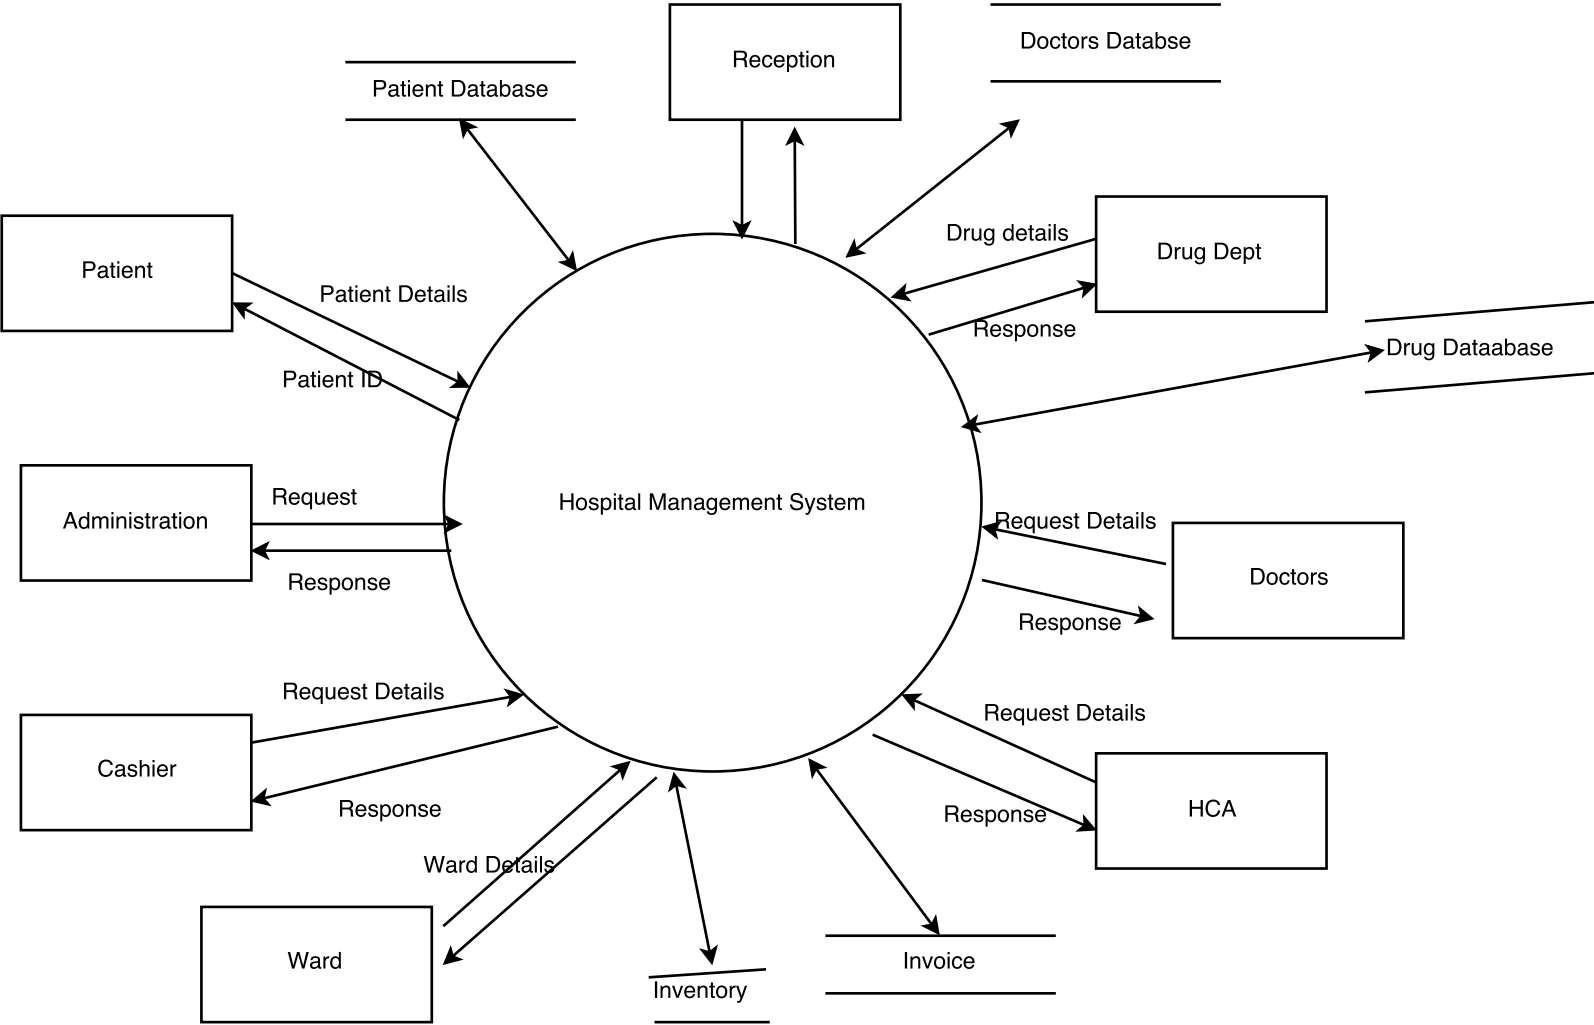 Reception
Doctors Databse
Patient Database
Drug details
Drug Dept
Patient
Patient Details
Response
Drug Dataabase
Patient ID
Request
Hospital Management System
Administration
Request Details
Response
Doctors
Response
Request Details
Request Details
Cashier
Response
Response
HCA
Ward Details
Ward
Invoice
Inventory